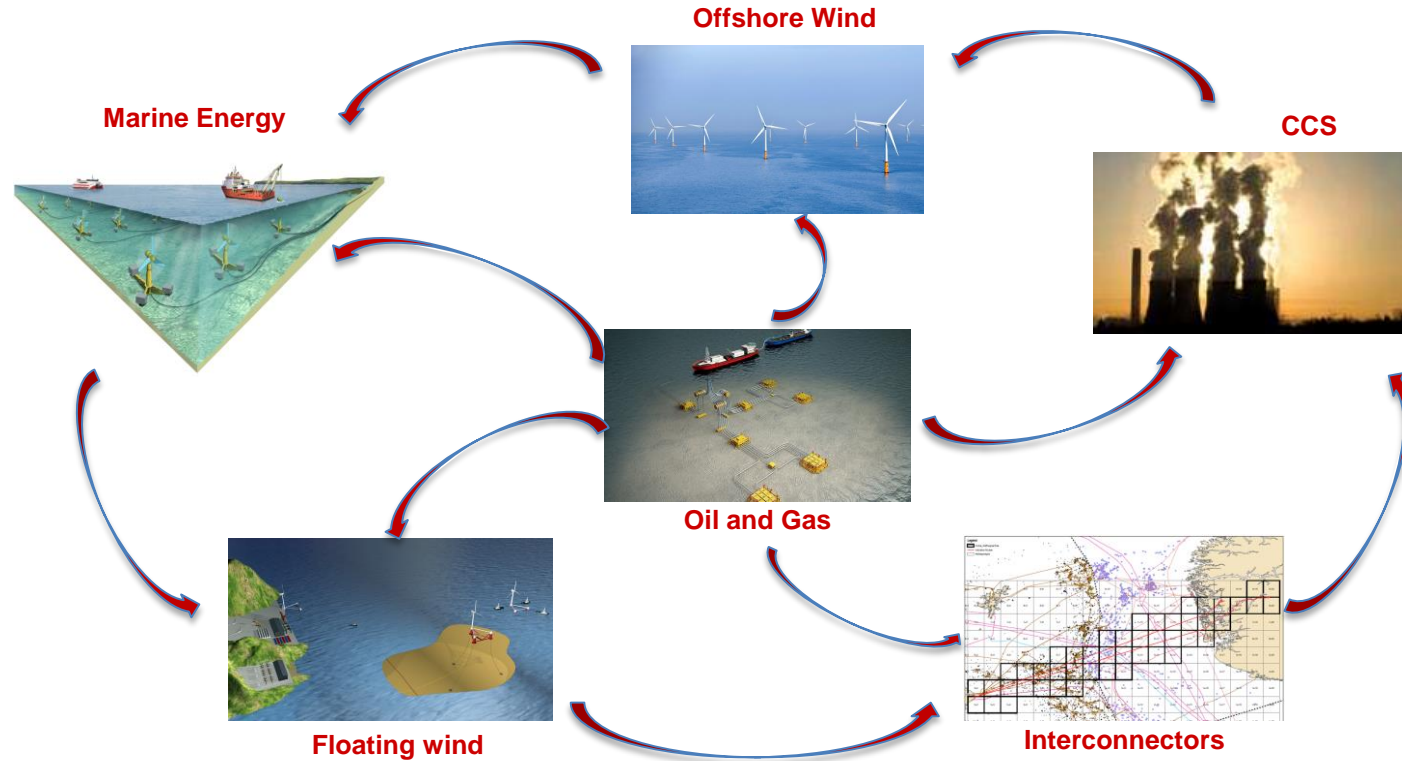 Offshore Wind
Marine Energy
CCS
Oil and Gas
Floating wind
Interconnectors